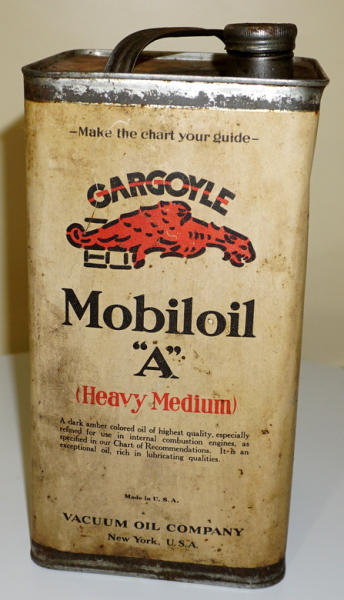 -Make the chart your guide-
GARGOYLE
Mobiloil
"A"
(Heavy Medium)
A dark amber colored oil of highest quality, especially
refined for use in internal combustion engines, as
specified in our Chart of Recommendations. It is an
exceptional oil, rich in lubricating qualities.
Made in U.S.A.
VACUUM OIL COMPANY
New York, U.S.A.